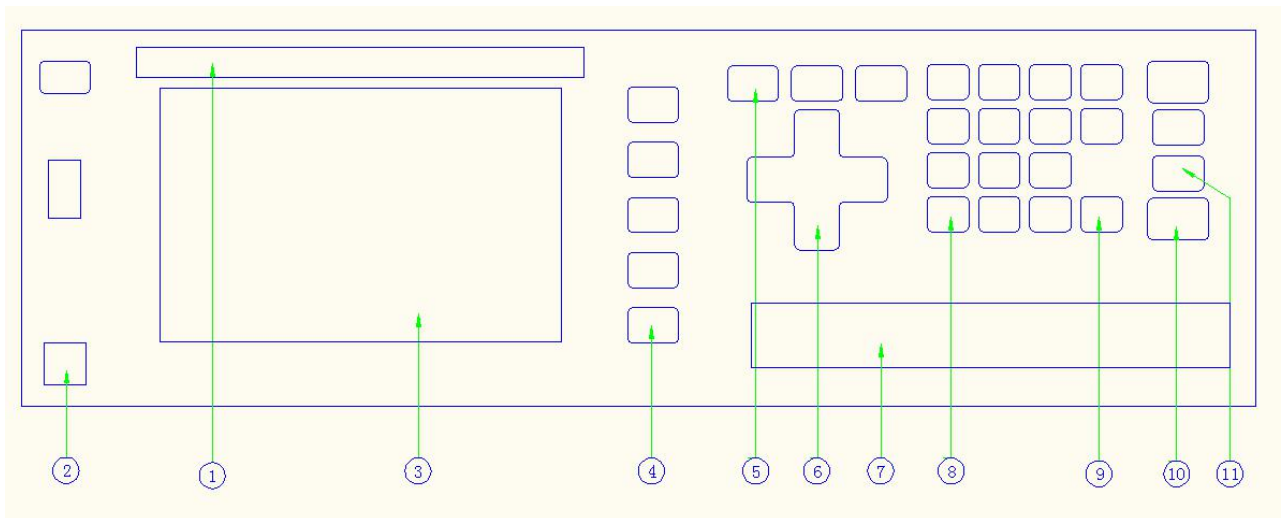 ② ① ③ ④ ⑤ ⑥ ⑦ ⑧ ⑨ ⑩ ⑪